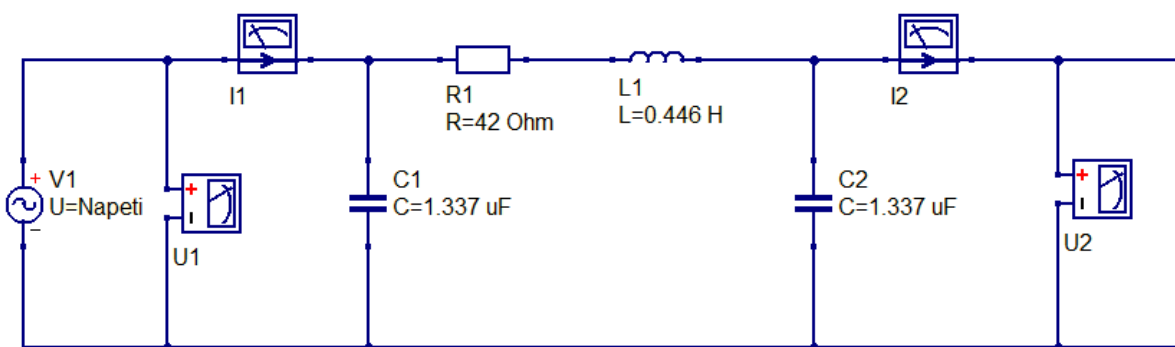 I1
R1
R=42 Ohm
L1
L=0.446 H
I2
V1
U=Napeti
U1
C1
C=1.337 uF
C2
C=1.337 uF
U2